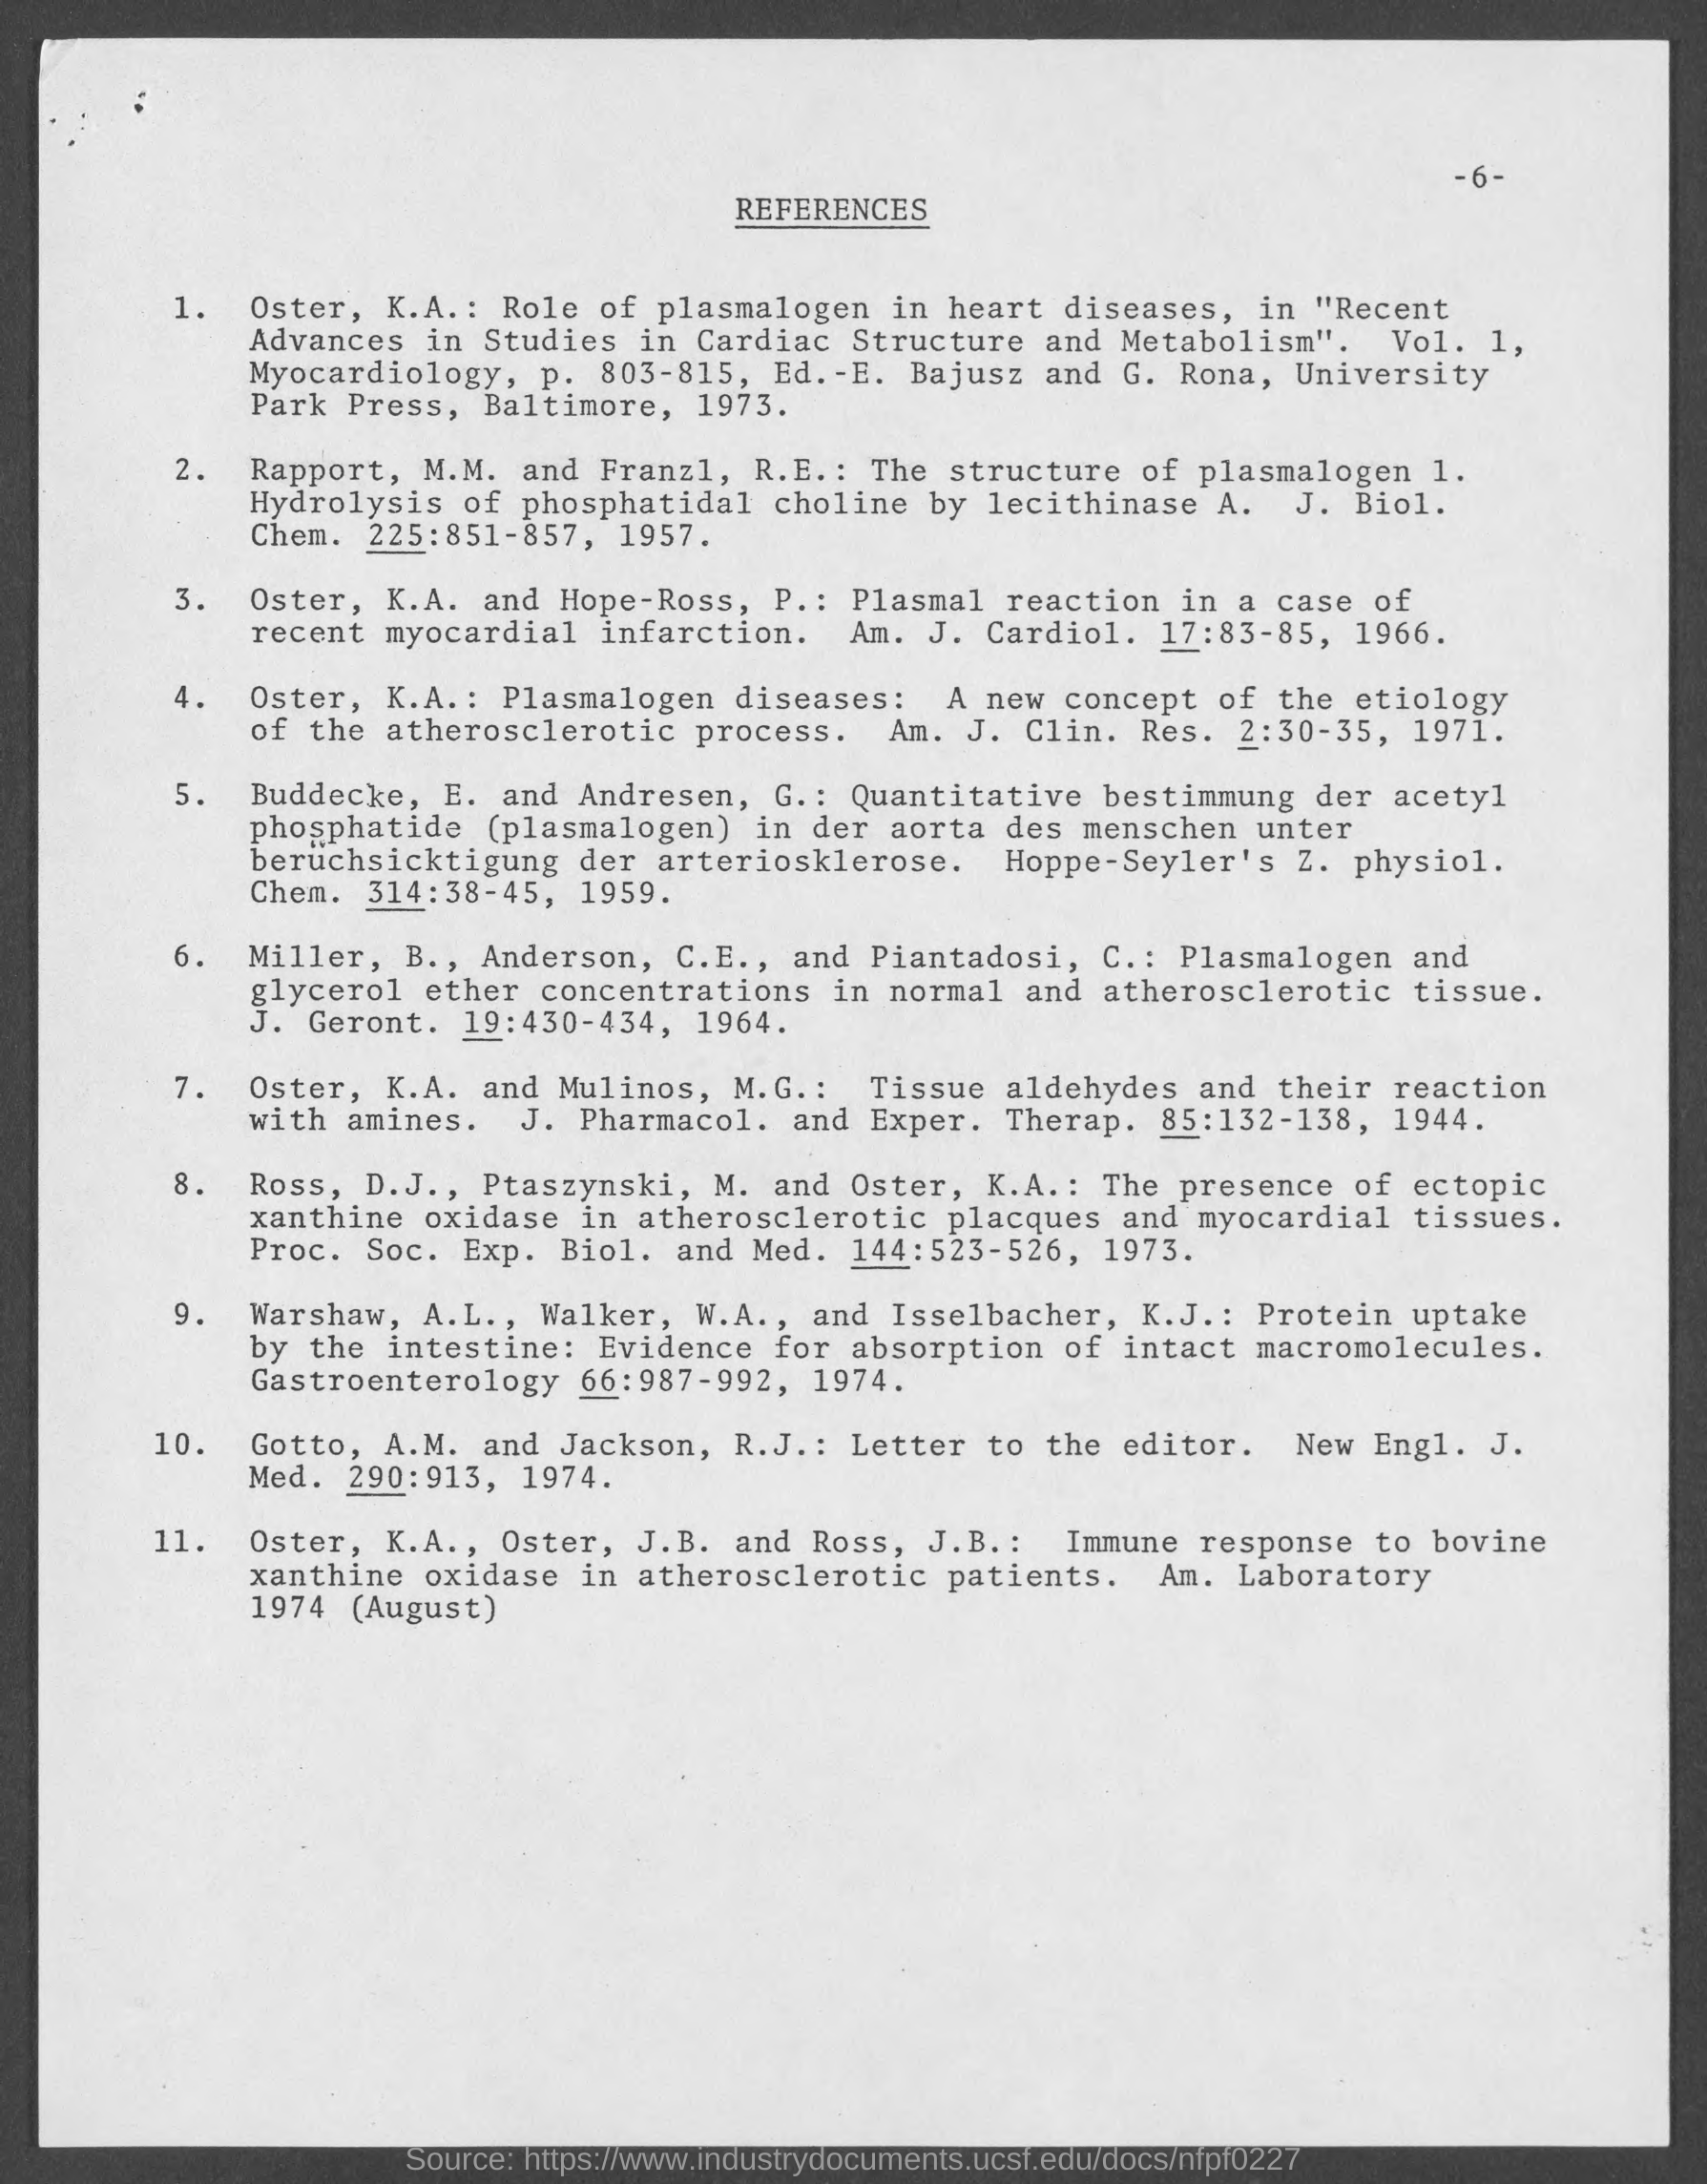 -6-
REFERENCES
1. Oster, K.A.: Role of plasmalogen in heart diseases, in "Recent
Advances in Studies in Cardiac Structure and Metabolism". Vol. 1,
Myocardiology, p. 803-815, Ed.-E. Bajusz and G. Rona, University
Park Press, Baltimore, 1973.
2. Rapport, M.M. and Franzl, R.E.: The structure of plasmalogen 1.
Hydrolysis of phosphatidal choline by lecithinase A. J. Biol.
Chem. 225:851-857, 1957.
3. Oster, K.A. and Hope-Ross, P.: Plasmal reaction in a case of
recent myocardial infarction. Am. J. Cardiol. 17:83-85, 1966.
4. Oster, K.A.: Plasmalogen diseases: A new concept of the etiology
of the atherosclerotic process. Am. J. Clin. Res. 2:30-35, 1971.
5. Buddecke, E. and Andresen, G.: Quantitative bestimmung der acetyl
phosphatide (plasmalogen) in der aorta des menschen unter
berüchsicktigung der arteriosklerose. Hoppe-Seyler's Z. physiol.
Chem. 314:38-45, 1959.
6. Miller, B., Anderson, C.E., and Piantadosi, C.: Plasmalogen and
glycerol ether concentrations in normal and atherosclerotic tissue.
J. Geront. 19:430-434, 1964.
7. Oster, K.A. and Mulinos, M.G.: Tissue aldehydes and their reaction
with amines. J. Pharmacol. and Exper. Therap. 85:132-138, 1944.
8. Ross, D.J., Ptaszynski, M. and Oster, K.A.: The presence of ectopic
xanthine oxidase in atherosclerotic placques and myocardial tissues.
Proc. Soc. Exp. Biol. and Med. 144:523-526, 1973.
9. Warshaw, A.L., Walker, W.A., and Isselbacher, K.J.: Protein uptake
by the intestine: Evidence for absorption of intact macromolecules.
Gastroenterology 66:987-992, 1974.
10. Gotto, A.M. and Jackson, R.J.: Letter to the editor. New Engl. J.
Med. 290:913, 1974.
11. Oster, K.A., Oster, J.B. and Ross, J.B.: Immune response to bovine
xanthine oxidase in atherosclerotic patients. Am. Laboratory
1974 (August)
Source: https://www.industrydocuments.ucsf.edu/docs/nfpf0227